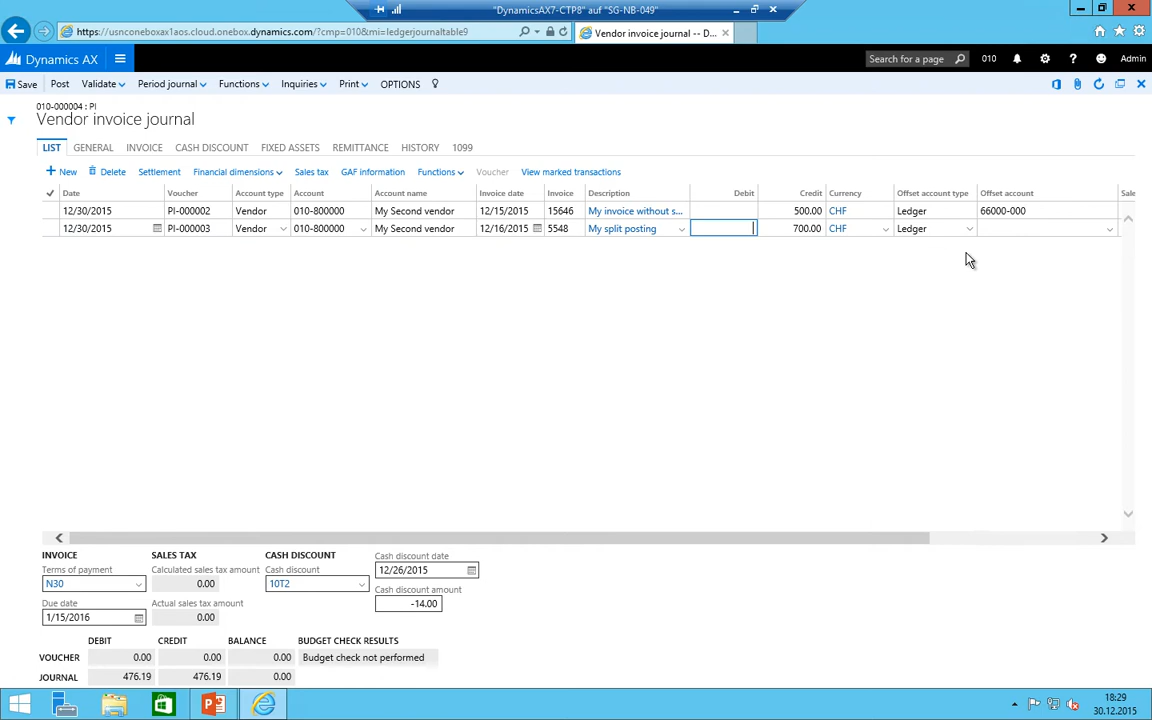 "DynamicsAX7-CTP8" auf "SG-NB-049"
https://usnconeboxax1aos.cloud.onebox.dynamics.com/?cmp=010&mi=ledgerjournaltable9
Vendor invoice journal -- D...
Dynamics AX
Search for a page 010 ? Admin
Save Post Validate Period journal Functions Inquiries Print OPTIONS
010-000004 : PI
Vendor invoice journal
LIST GENERAL INVOICE CASH DISCOUNT FIXED ASSETS REMITTANCE HISTORY 1099
New Delete Settlement Financial dimensions Sales tax GAF information Functions Voucher View marked transactions
Date Voucher Account type Account Account name Invoice date Invoice Description Debit Credit Currency Offset account type Offset account Sale
12/30/2015 PI-000002 Vendor 010-800000 My Second vendor 12/15/2015 15646 My invoice without s... 500.00 CHF Ledger 66000-000
12/30/2015 PI-000003 Vendor 010-800000 My Second vendor 12/16/2015 5548 My split posting 700.00 CHF Ledger
INVOICE SALES TAX CASH DISCOUNT Cash discount date
Terms of payment Calculated sales tax amount Cash discount 12/26/2015
N30 0.00 10T2 Cash discount amount
Due date Actual sales tax amount -14.00
1/15/2016 0.00
DEBIT CREDIT BALANCE BUDGET CHECK RESULTS
VOUCHER 0.00 0.00 0.00 Budget check not performed
JOURNAL 476.19 476.19 0.00
18:29
30.12.2015